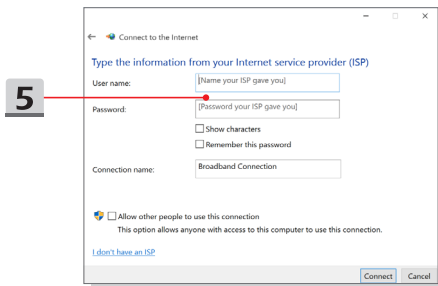 Connect to the Internet
Type the information from your Internet service provider (ISP)
User name:
[Name your ISP gave you]
5
Password:
[Password your ISP gave you]
Show characters
Remember this password
Connection name:
Broadband Connection
Allow other people to use this connection
This option allows anyone with access to this computer to use this connection.
I don't have an ISP
Connect
Cancel